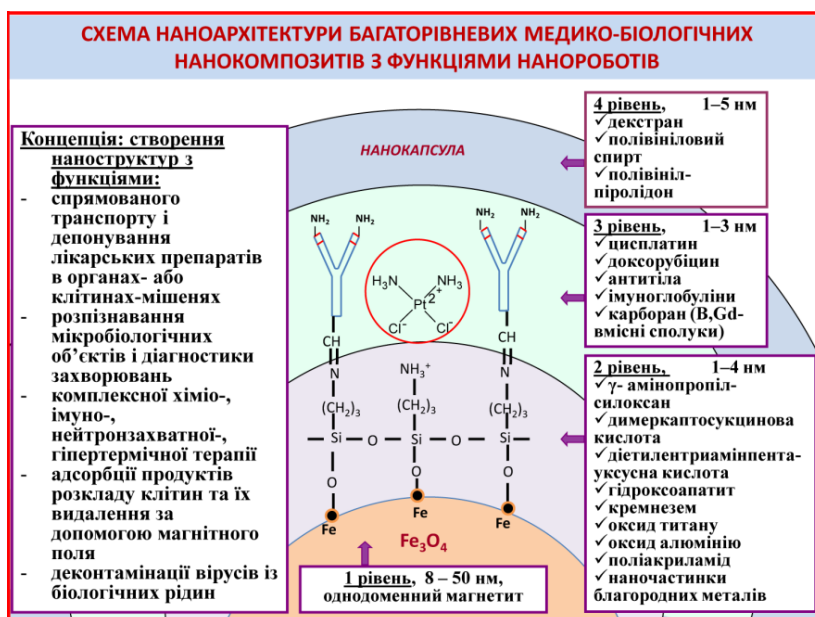 СХЕМА НАНОАРХІТЕКТУРИ БАГАТОРІВНЕВИХ МЕДИКО-БІОЛОГІЧНИХ
НАНОКОМПОЗИТІВ З ФУНКЦІЯМИ НАНОРОБОТІВ
Концепція: створення
наноструктур з
функціями:
- спрямованого
транспорту і
депонування
лікарських препаратів
в органах- або
клітинах-мішенях
- розпізнавання
мікробіологічних
об’єктів і діагностики
захворювань
- комплексної хіміо-,
імуно-,
нейтронзахватної-,
гіпертермічної терапії
- адсорбції продуктів
розкладу клітин та їх
видалення за
допомогою магнітного
поля
- деконтамінації вірусів із
біологічних рідин
НАНОКАПСУЛА
NH₂ NH₂ NH₂ NH₂
H₃N NH₃
Pt²⁺
Cl⁻ Cl⁻
CH CH
N NH₃⁺ N
(CH₂)₃ (CH₂)₃ (CH₂)₃
Si O Si O Si
O O O
Fe Fe Fe
Fe₃O₄
1 рівень, 8 – 50 нм,
однодоменний магнетит
4 рівень, 1–5 нм
✓декстран
✓полівініловий
спирт
✓полівініл-
піролідон
3 рівень, 1–3 нм
✓цисплатин
✓доксорубіцин
✓антитіла
✓імуноглобуліни
✓карборан (B,Gd-
вмісні сполуки)
2 рівень, 1–4 нм
✓γ- амінопропіл-
силоксан
✓димеркаптосукцинова
кислота
✓діетилентриамінпента-
уксусна кислота
✓гідроксоапатит
✓кремнезем
✓оксид титану
✓оксид алюмінію
✓поліакриламід
✓наночастинки
благородних металів